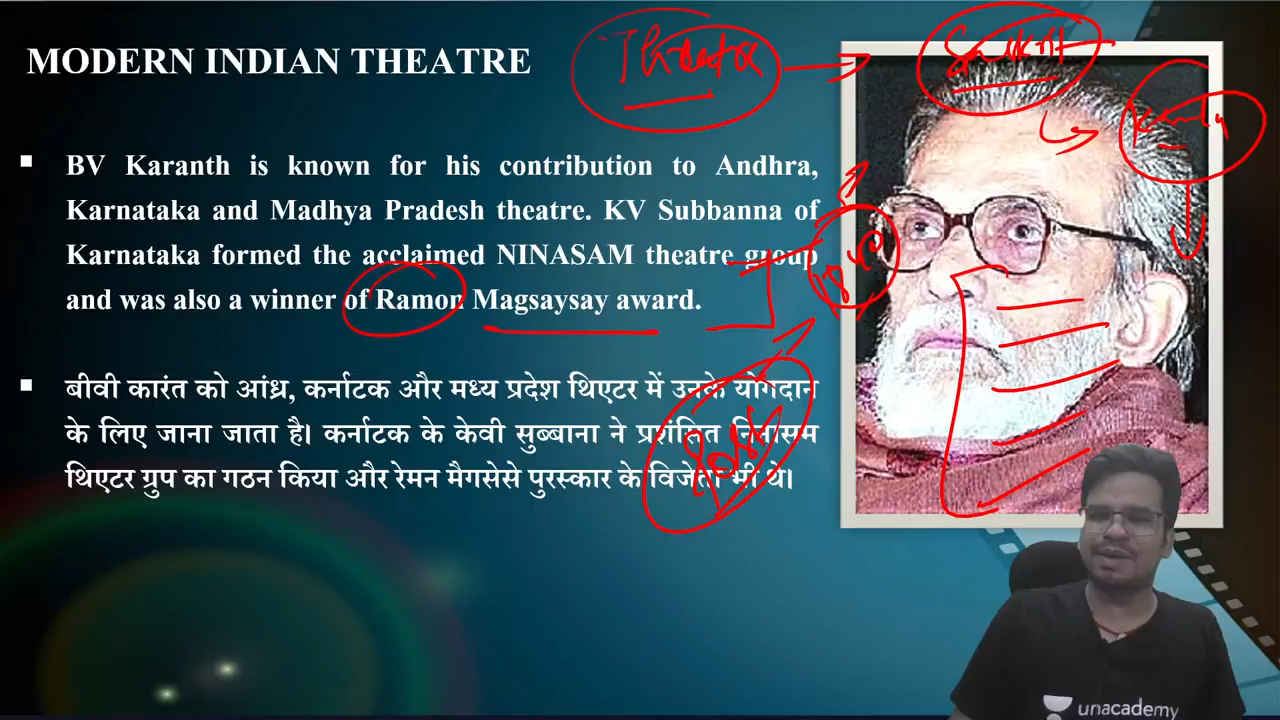 MODERN INDIAN THEATRE
Theatre
▪ BV Karanth is known for his contribution to Andhra,
Karnataka and Madhya Pradesh theatre. KV Subbanna of
Karnataka formed the acclaimed NINASAM theatre group
and was also a winner of Ramon Magsaysay award.
▪ बीवी कारंत को आंध्र, कर्नाटक और मध्य प्रदेश थिएटर में उनके योगदान
के लिए जाना जाता है। कर्नाटक के केवी सुब्बाना ने प्रशंसित निनासम
थिएटर ग्रुप का गठन किया और रेमन मैगसेसे पुरस्कार के विजेता भी थे।
unacademy